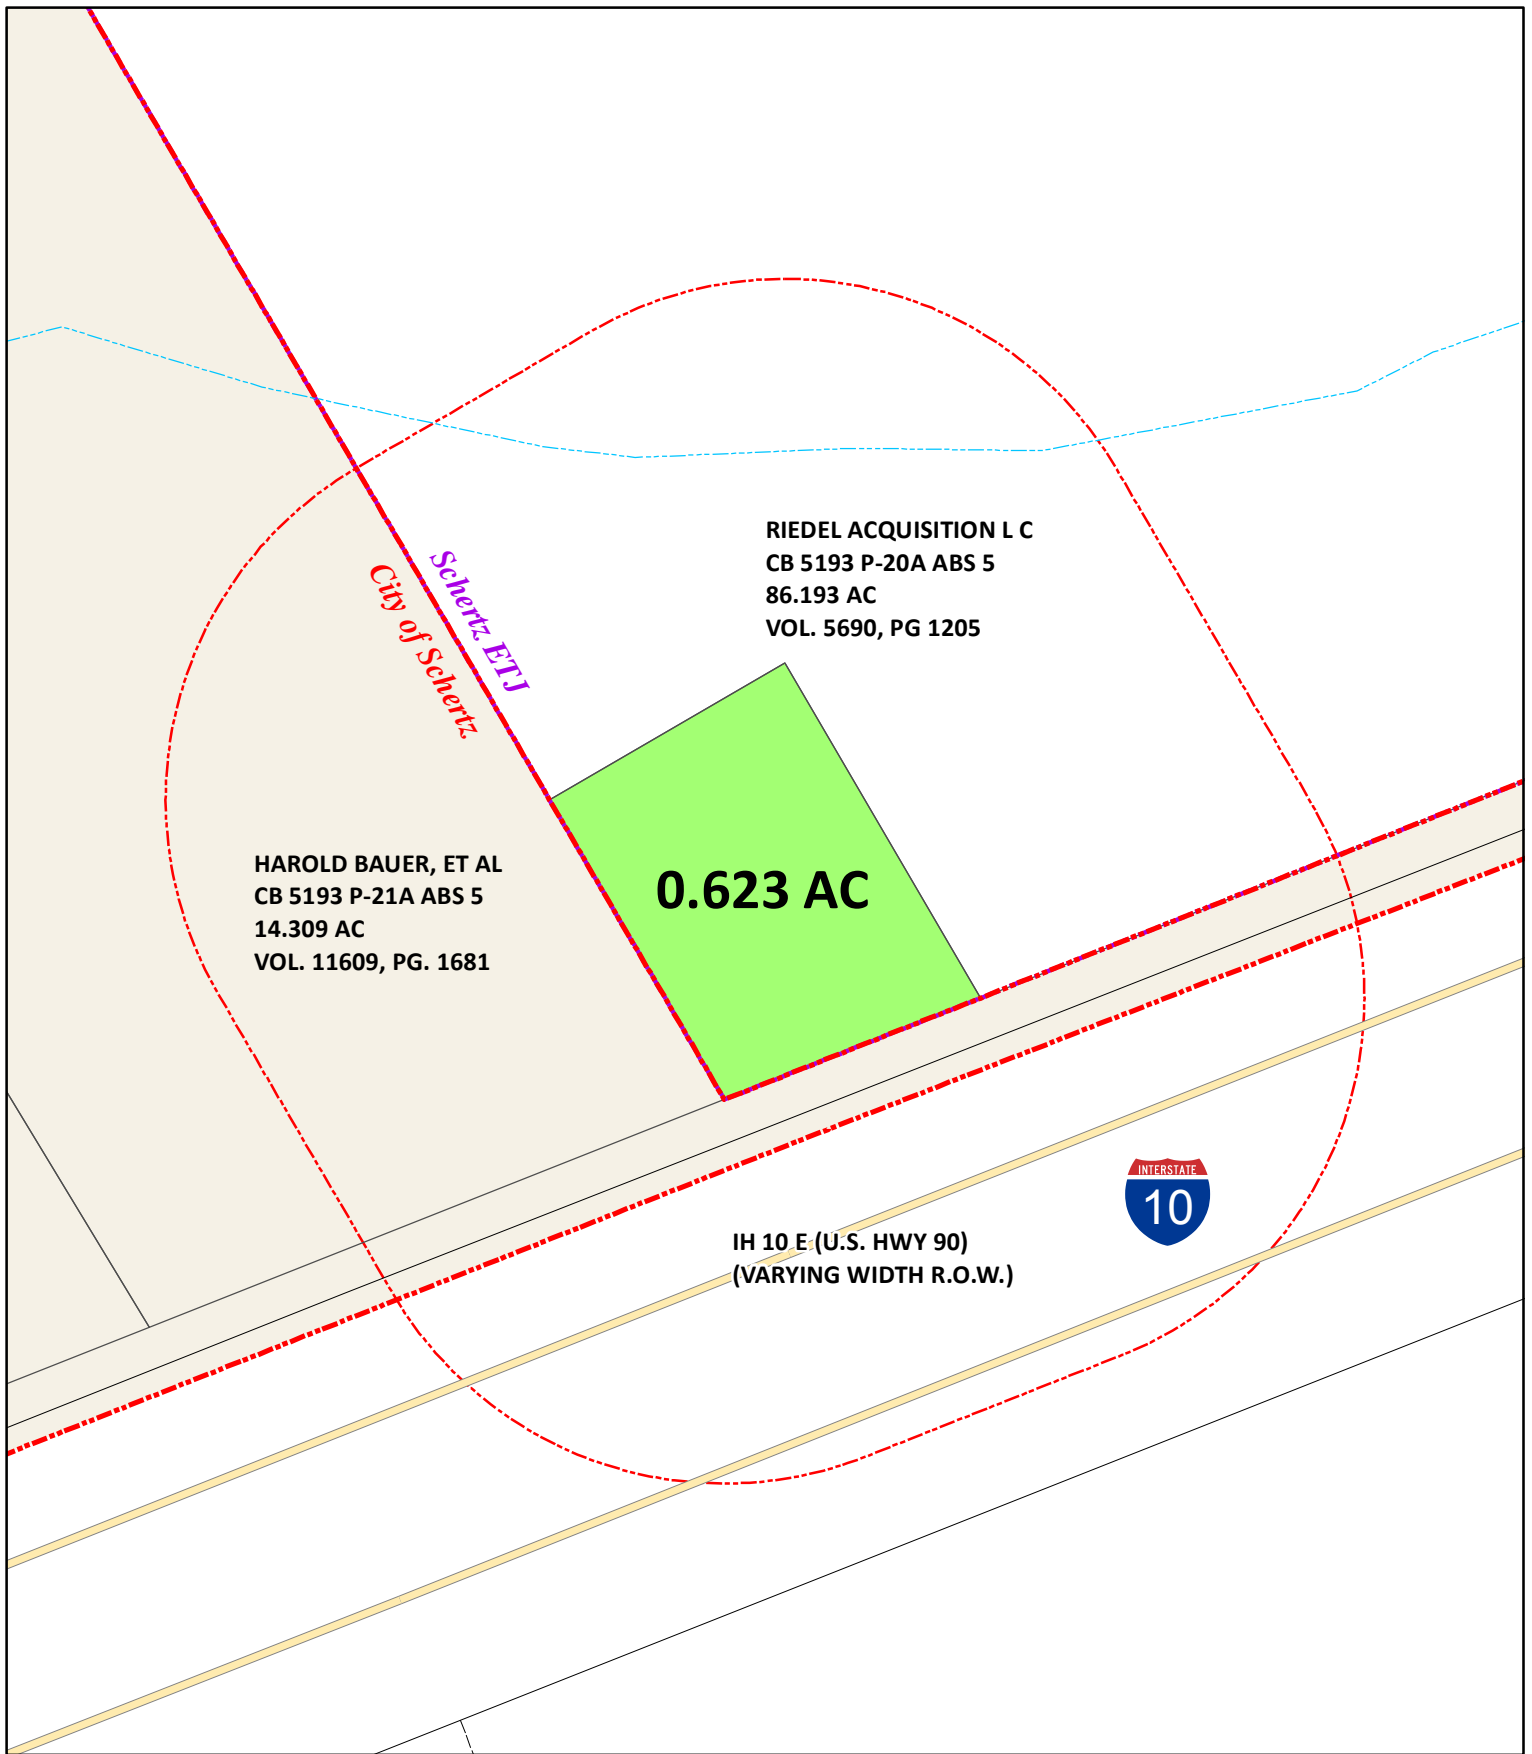 RIEDEL ACQUISITION L C
CB 5193 P-20A ABS 5
86.193 AC
VOL. 5690, PG 1205
Schertz ETJ
City of Schertz
HAROLD BAUER, ET AL
CB 5193 P-21A ABS 5
14.309 AC
VOL. 11609, PG. 1681
0.623 AC
INTERSTATE
10
IH 10 E (U.S. HWY 90)
(VARYING WIDTH R.O.W.)